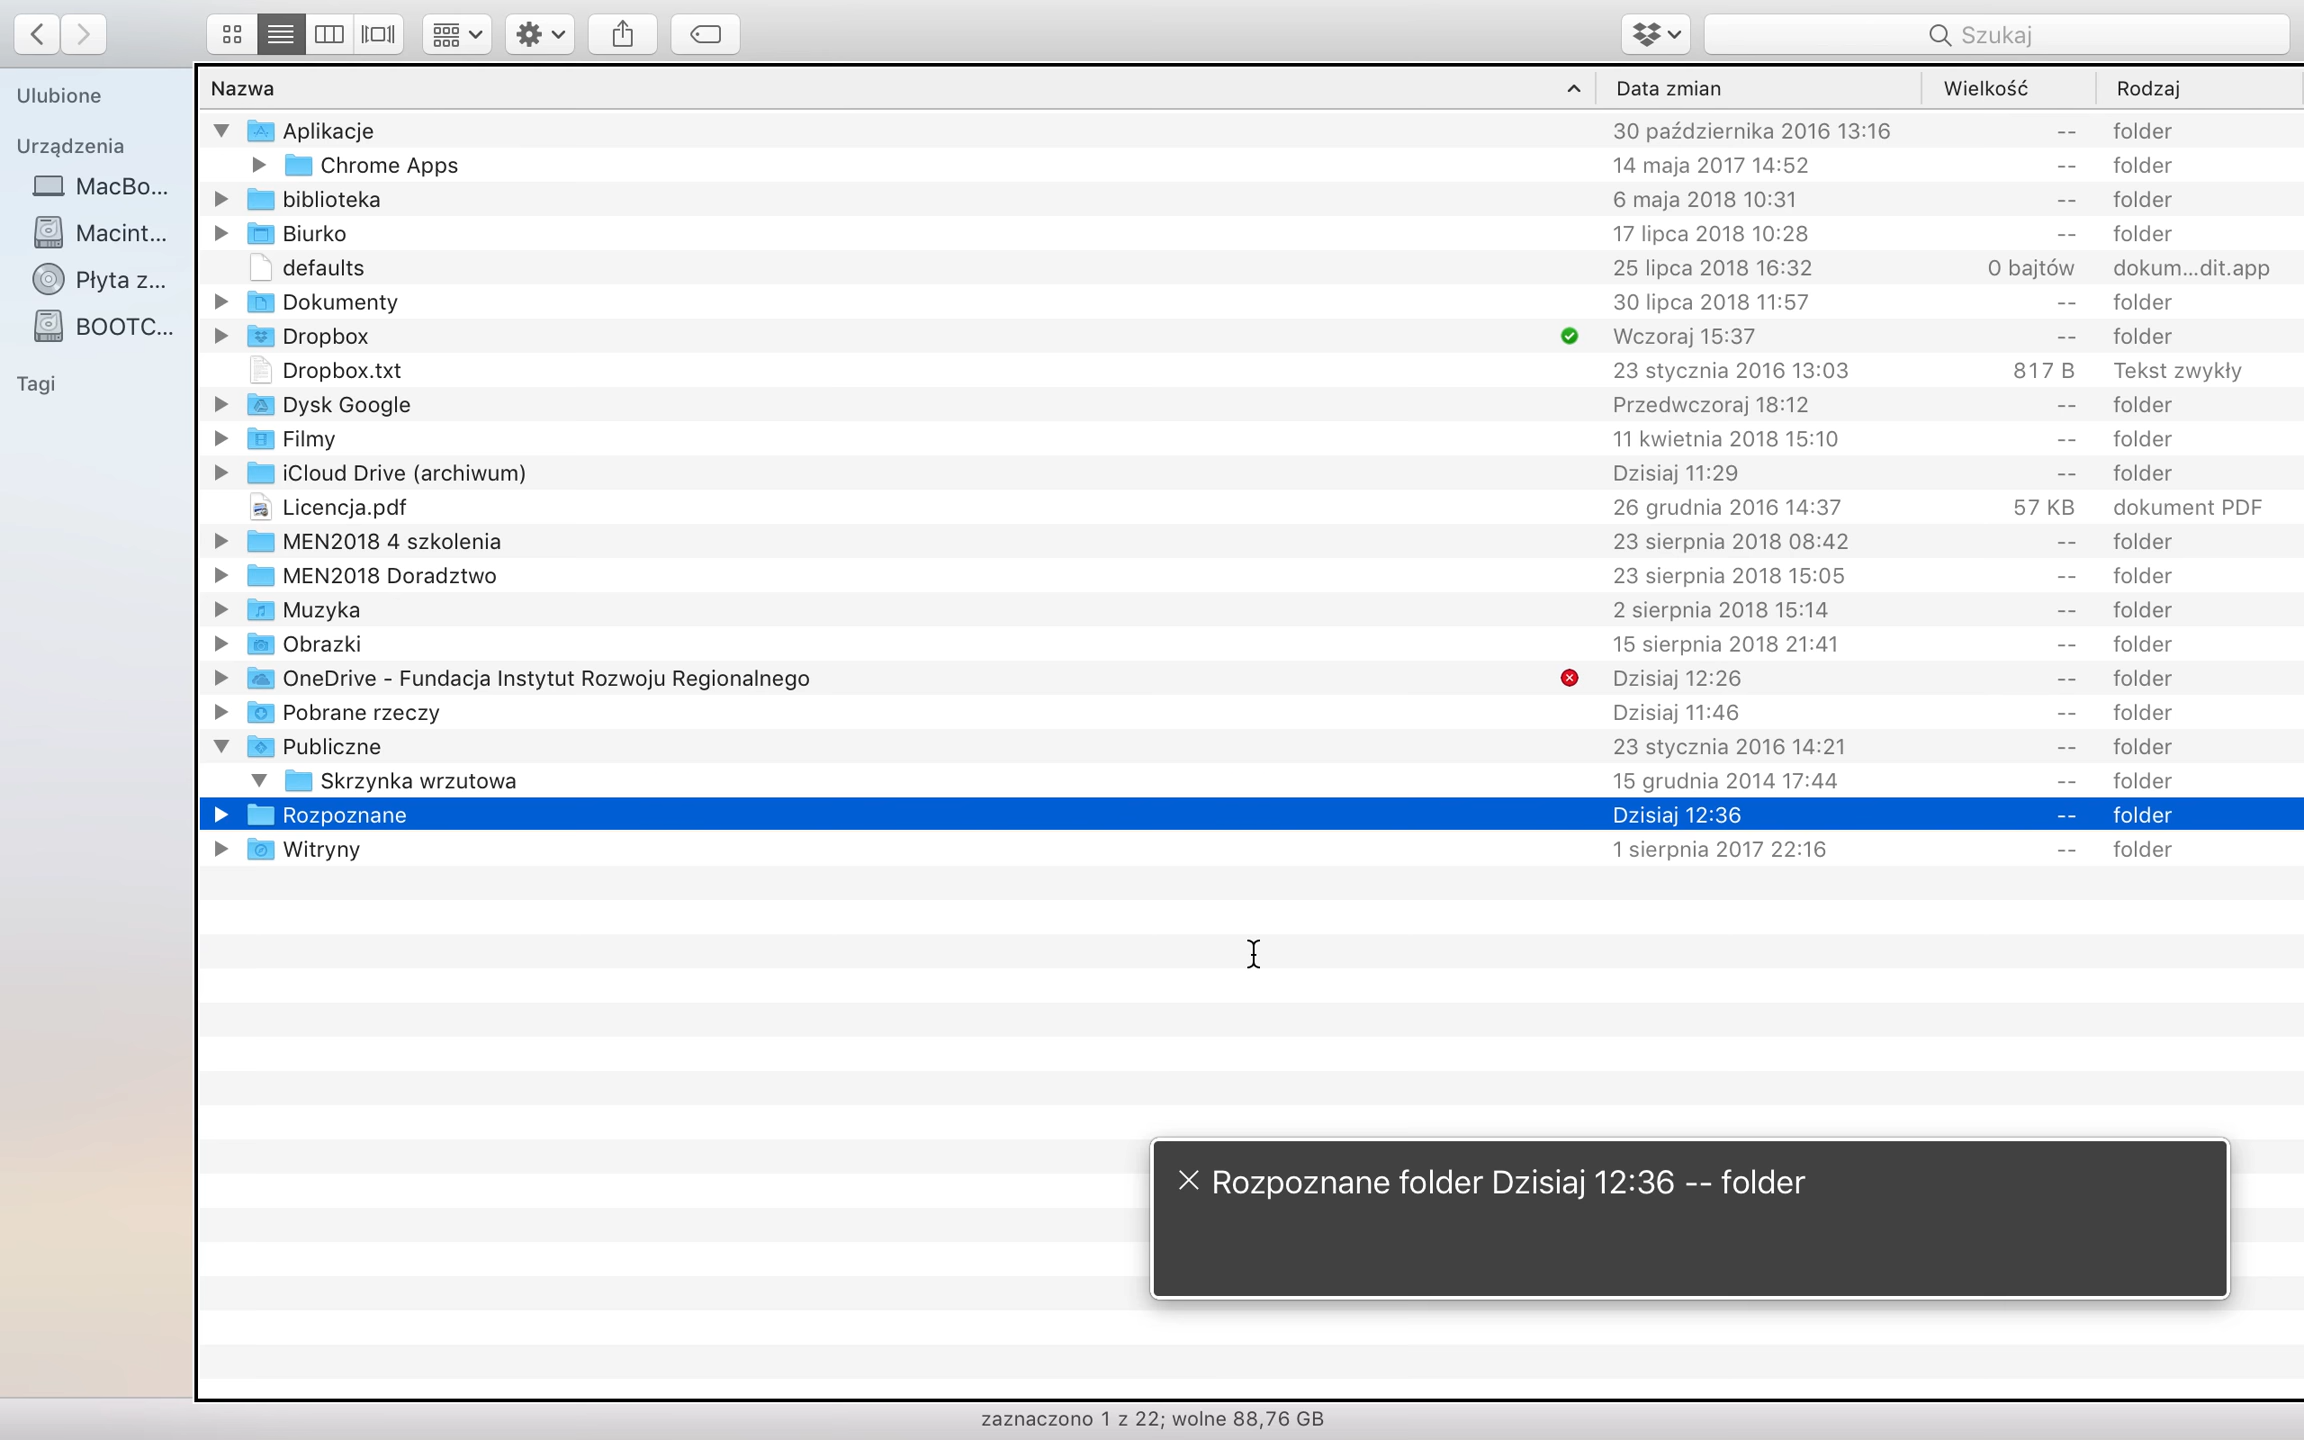 Szukaj
Ulubione
Urządzenia
MacBo...
Macint...
Płyta z...
BOOTC...
Tagi
Nazwa Data zmian Wielkość Rodzaj
Aplikacje 30 października 2016 13:16 -- folder
Chrome Apps 14 maja 2017 14:52 -- folder
biblioteka 6 maja 2018 10:31 -- folder
Biurko 17 lipca 2018 10:28 -- folder
defaults 25 lipca 2018 16:32 0 bajtów dokum...dit.app
Dokumenty 30 lipca 2018 11:57 -- folder
Dropbox Wczoraj 15:37 -- folder
Dropbox.txt 23 stycznia 2016 13:03 817 B Tekst zwykły
Dysk Google Przedwczoraj 18:12 -- folder
Filmy 11 kwietnia 2018 15:10 -- folder
iCloud Drive (archiwum) Dzisiaj 11:29 -- folder
Licencja.pdf 26 grudnia 2016 14:37 57 KB dokument PDF
MEN2018 4 szkolenia 23 sierpnia 2018 08:42 -- folder
MEN2018 Doradztwo 23 sierpnia 2018 15:05 -- folder
Muzyka 2 sierpnia 2018 15:14 -- folder
Obrazki 15 sierpnia 2018 21:41 -- folder
OneDrive - Fundacja Instytut Rozwoju Regionalnego Dzisiaj 12:26 -- folder
Pobrane rzeczy Dzisiaj 11:46 -- folder
Publiczne 23 stycznia 2016 14:21 -- folder
Skrzynka wrzutowa 15 grudnia 2014 17:44 -- folder
Rozpoznane Dzisiaj 12:36 -- folder
Witryny 1 sierpnia 2017 22:16 -- folder
Rozpoznane folder Dzisiaj 12:36 -- folder
zaznaczono 1 z 22; wolne 88,76 GB